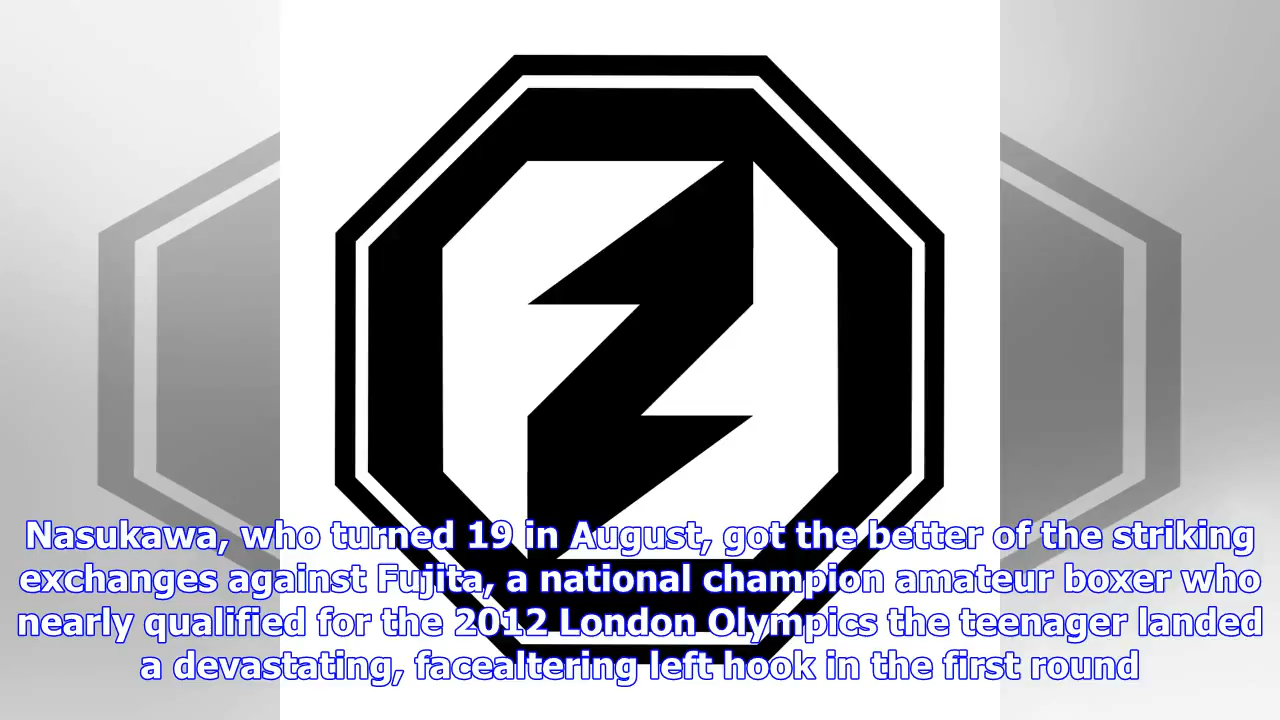 Nasukawa, who turned 19 in August, got the better of the striking
exchanges against Fujita, a national champion amateur boxer who
nearly qualified for the 2012 London Olympics the teenager landed
a devastating, facealtering left hook in the first round